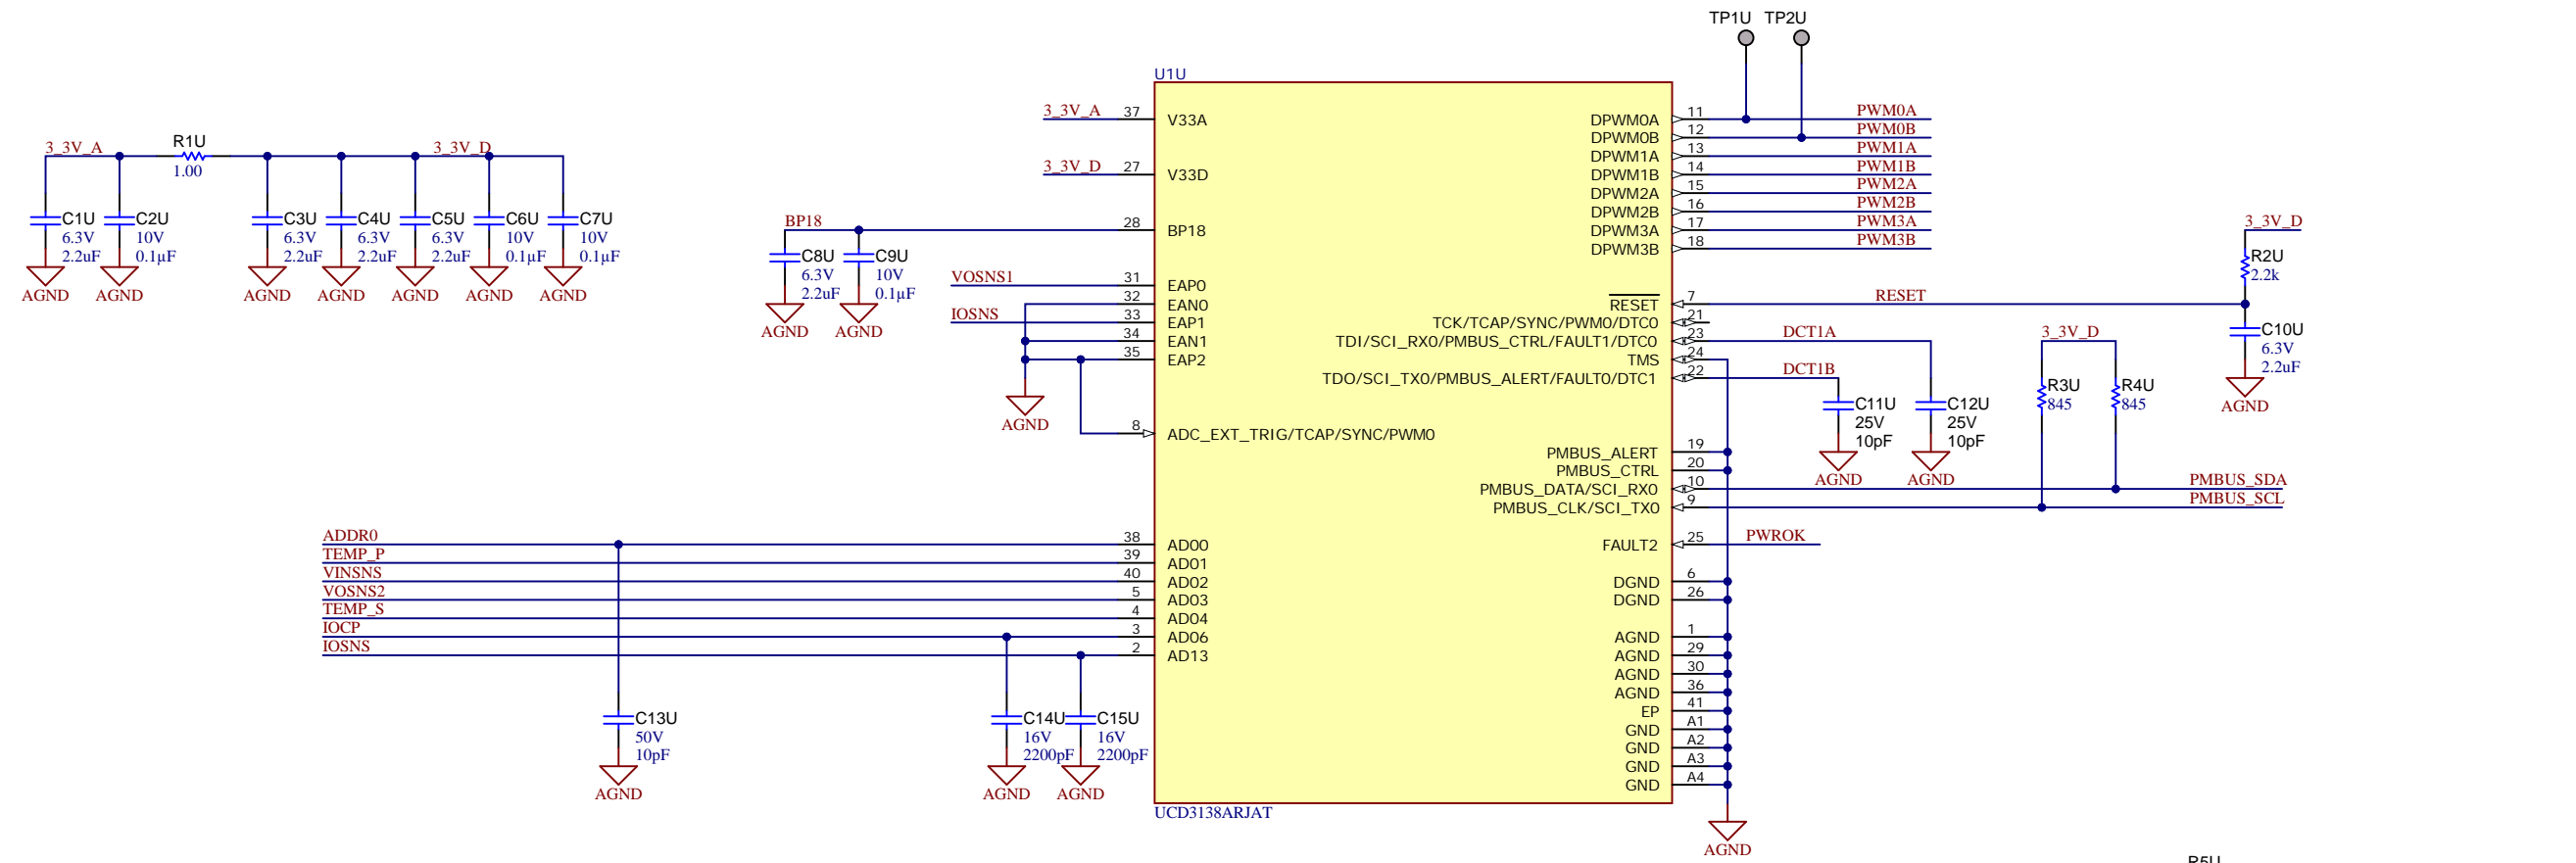 TP1U TP2U
U1U
3_3V_A 37 V33A
3_3V_D 27 V33D
BP18 28 BP18
VOSNS1 31 EAP0
32 EAN0
IOSNS 33 EAP1
34 EAN1
35 EAP2
AGND
8 ADC_EXT_TRIG/TCAP/SYNC/PWM0
ADDR0 38 AD00
TEMP_P 39 AD01
VINSNS 40 AD02
VOSNS2 5 AD03
TEMP_S 4 AD04
IOCP 3 AD06
IOSNS 2 AD13
UCD3138ARJAT
DPWM0A 11 PWM0A
DPWM0B 12 PWM0B
DPWM1A 13 PWM1A
DPWM1B 14 PWM1B
DPWM2A 15 PWM2A
DPWM2B 16 PWM2B
DPWM3A 17 PWM3A
DPWM3B 18 PWM3B
RESET 7 RESET
TCK/TCAP/SYNC/PWM0/DTC0 21
TDI/SCI_RX0/PMBUS_CTRL/FAULT1/DTC0 23 DCT1A
TMS 24
TDO/SCI_TX0/PMBUS_ALERT/FAULT0/DTC1 22 DCT1B
PMBUS_ALERT 19
PMBUS_CTRL 20
PMBUS_DATA/SCI_RX0 10 PMBUS_SDA
PMBUS_CLK/SCI_TX0 9 PMBUS_SCL
FAULT2 25 PWROK
DGND 6
DGND 26
AGND 1
AGND 29
AGND 30
AGND 36
EP 41
GND A1
GND A2
GND A3
GND A4
AGND
3_3V_A R1U 3_3V_D
1.00
C1U C2U C3U C4U C5U C6U C7U
6.3V 10V 6.3V 6.3V 6.3V 10V 10V
2.2uF 0.1µF 2.2uF 2.2uF 2.2uF 0.1µF 0.1µF
AGND AGND AGND AGND AGND AGND AGND
C8U C9U
6.3V 10V
2.2uF 0.1µF
AGND AGND
C13U C14U C15U
50V 16V 16V
10pF 2200pF 2200pF
AGND AGND AGND
3_3V_D
R2U
2.2k
C10U
6.3V
2.2uF
AGND
3_3V_D
R3U R4U
845 845
C11U C12U
25V 25V
10pF 10pF
AGND AGND